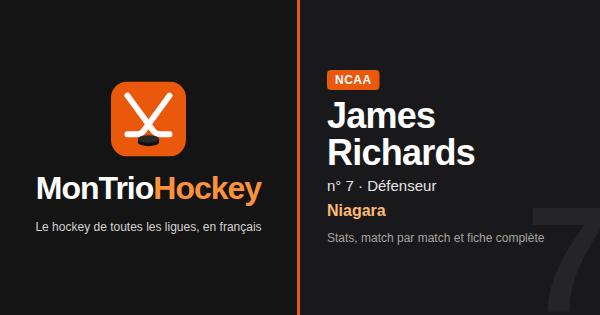 MonTrioHockey
Le hockey de toutes les ligues, en français
NCAA
James
Richards
n° 7 · Défenseur
Niagara
Stats, match par match et fiche complète
7